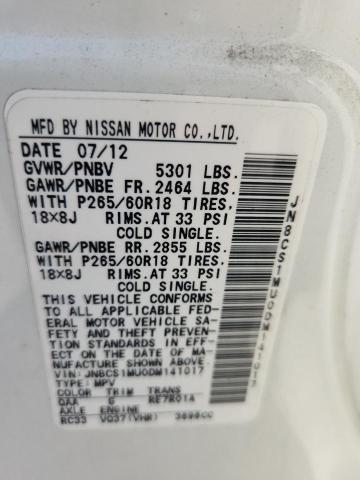 MFD BY NISSAN MOTOR CO.,LTD.
DATE 07/12
GVWR/PNBV 5301 LBS.
GAWR/PNBE FR. 2464 LBS.
WITH P265/60R18 TIRES,
18×8J RIMS. AT 33 PSI
COLD SINGLE.
GAWR/PNBE RR. 2855 LBS.
WITH P265/60R18 TIRES,
18×8J RIMS. AT 33 PSI
COLD SINGLE.
THIS VEHICLE CONFORMS
TO ALL APPLICABLE FED-
ERAL MOTOR VEHICLE SA-
FETY AND THEFT PREVEN-
TION STANDARDS IN EFF-
ECT ON THE DATE OF MA-
NUFACTURE SHOWN ABOVE.
VIN: JN8CS1MU0DM141017
TYPE: MPV
COLOR TRIM TRANS
QAA G RE7R01A
AXLE ENGINE
RC33 VQ37(VHR) 3696CC
JN8CS1MU0DM141017